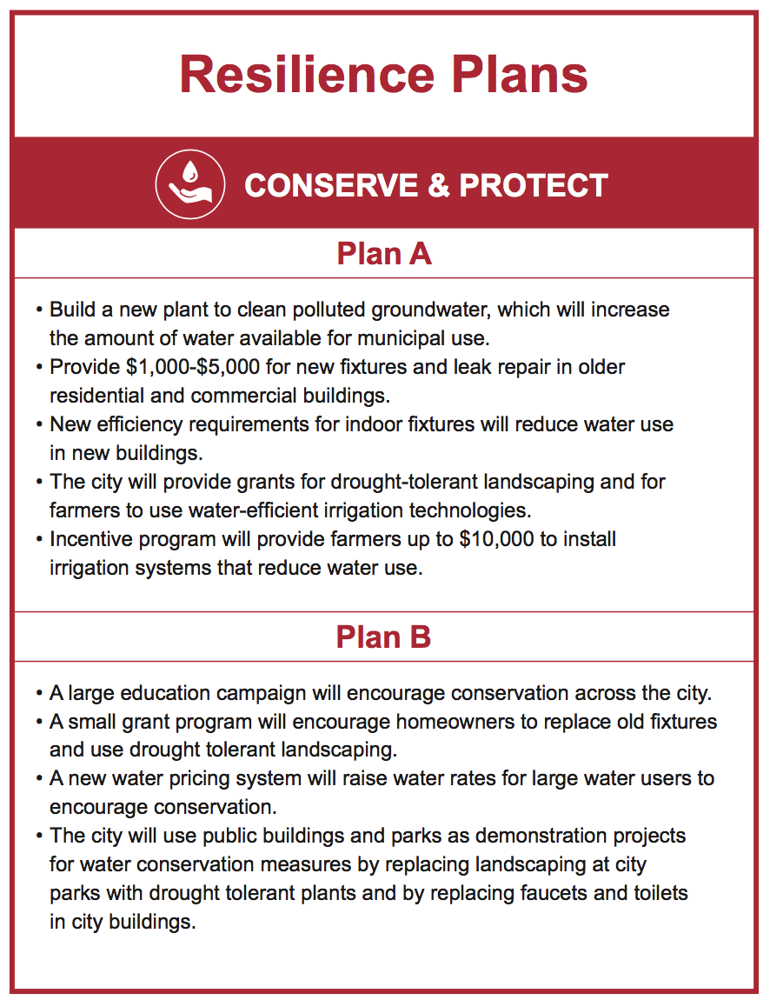 Resilience Plans
CONSERVE & PROTECT
Plan A
• Build a new plant to clean polluted groundwater, which will increase
the amount of water available for municipal use.
• Provide $1,000-$5,000 for new fixtures and leak repair in older
residential and commercial buildings.
• New efficiency requirements for indoor fixtures will reduce water use
in new buildings.
• The city will provide grants for drought-tolerant landscaping and for
farmers to use water-efficient irrigation technologies.
• Incentive program will provide farmers up to $10,000 to install
irrigation systems that reduce water use.
Plan B
• A large education campaign will encourage conservation across the city.
• A small grant program will encourage homeowners to replace old fixtures
and use drought tolerant landscaping.
• A new water pricing system will raise water rates for large water users to
encourage conservation.
• The city will use public buildings and parks as demonstration projects
for water conservation measures by replacing landscaping at city
parks with drought tolerant plants and by replacing faucets and toilets
in city buildings.